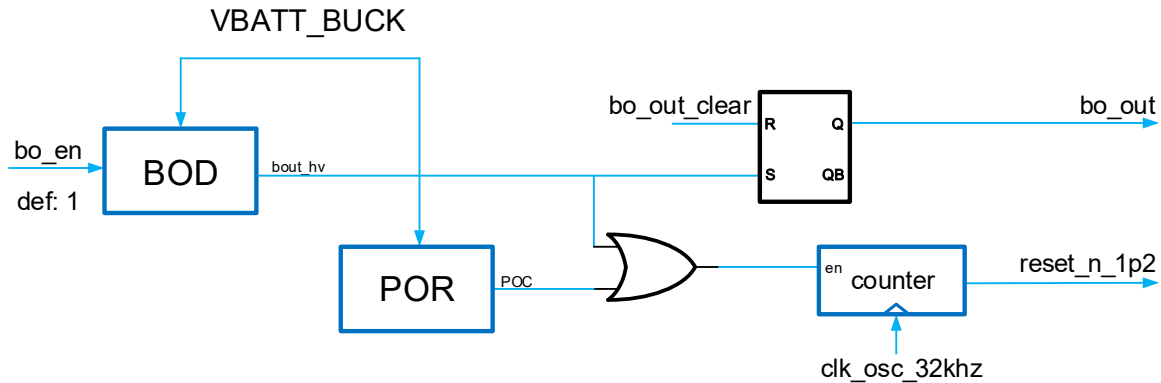 VBATT_BUCK
bo_en
def: 1
BOD
bout_hv
bo_out_clear
R
Q
S
QB
bo_out
POR
POC
en
counter
reset_n_1p2
clk_osc_32khz